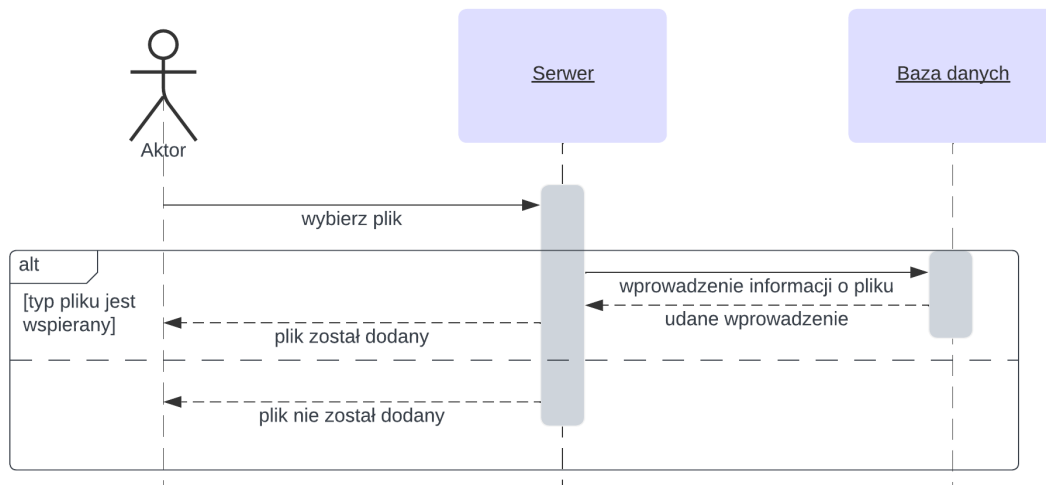 Serwer
Baza danych
Aktor
wybierz plik
alt
[typ pliku jest
wspierany]
wprowadzenie informacji o pliku
udane wprowadzenie
plik został dodany
plik nie został dodany